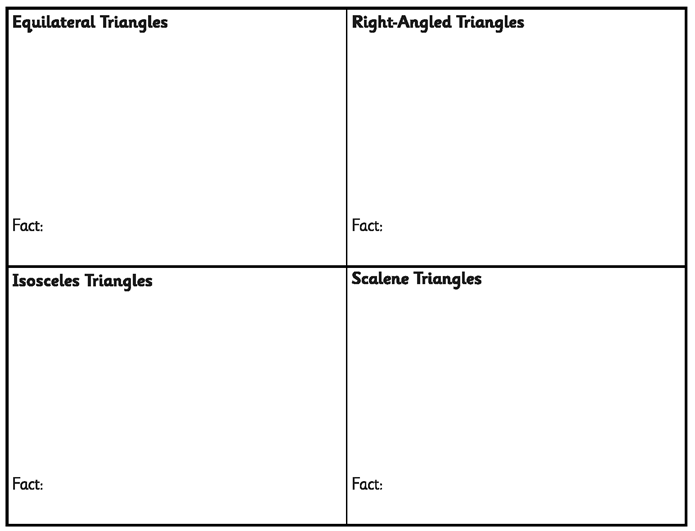 Equilateral Triangles
Fact:
Right-Angled Triangles
Fact:
Isosceles Triangles
Fact:
Scalene Triangles
Fact: